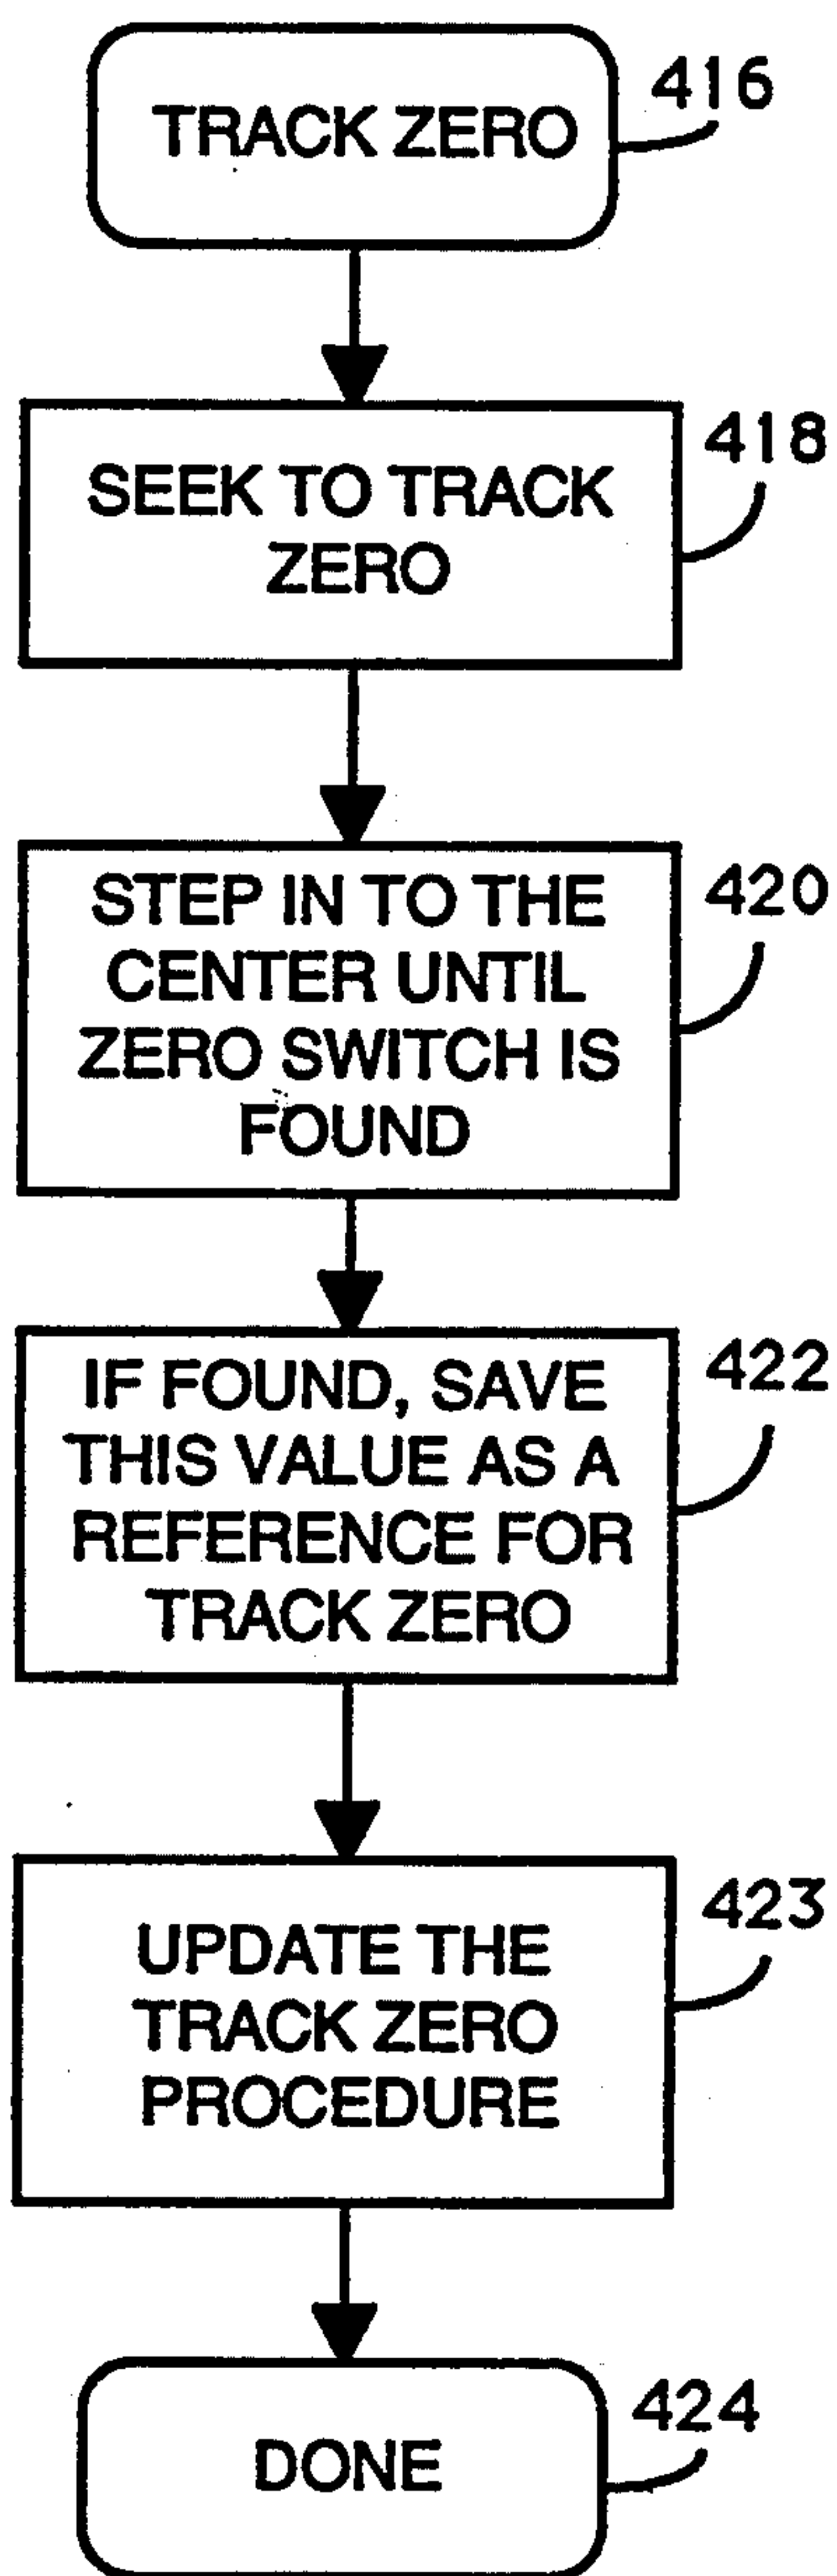 TRACK ZERO
416
SEEK TO TRACK
ZERO
418
STEP IN TO THE
CENTER UNTIL
ZERO SWITCH IS
FOUND
420
IF FOUND, SAVE
THIS VALUE AS A
REFERENCE FOR
TRACK ZERO
422
UPDATE THE
TRACK ZERO
PROCEDURE
423
DONE
424